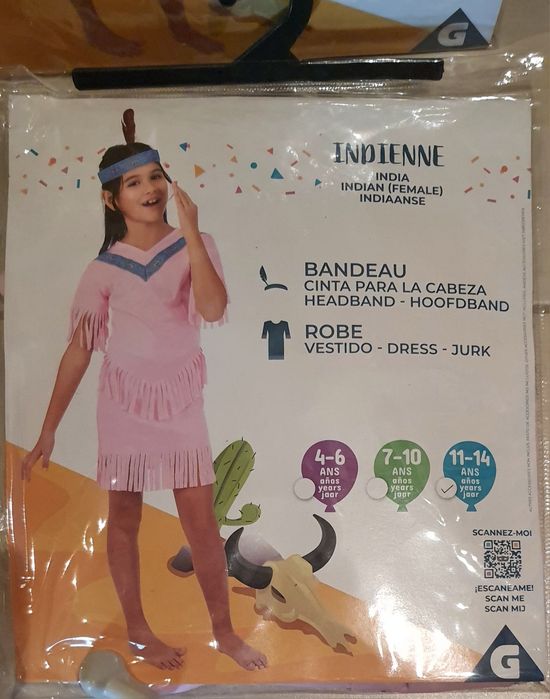 G
INDIENNE
INDIA
INDIAN (FEMALE)
INDIAANSE
BANDEAU
CINTA PARA LA CABEZA
HEADBAND - HOOFDBAND
ROBE
VESTIDO - DRESS - JURK
4-6
ANS
años
years
jaar
7-10
ANS
años
years
jaar
11-14
ANS
años
years
jaar
SCANNEZ-MOI
¡ESCANEAME!
SCAN ME
SCAN MIJ
G